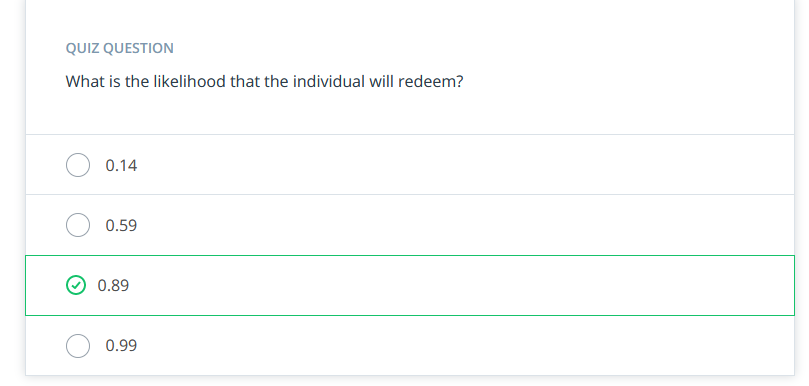 QUIZ QUESTION
What is the likelihood that the individual will redeem?
0.14
0.59
0.89
0.99